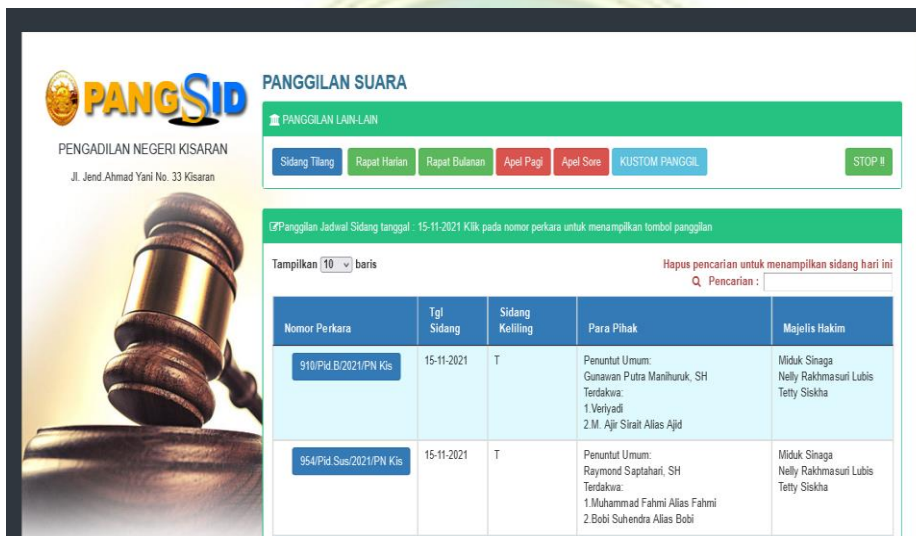 PANGSID
PENGADILAN NEGERI KISARAN
Jl. Jend.Ahmad Yani No. 33 Kisaran
PANGGILAN SUARA
PANGGILAN LAIN-LAIN
Sidang Tilang Rapat Harian Rapat Bulanan Apel Pagi Apel Sore KUSTOM PANGGIL STOP !!
Panggilan Jadwal Sidang tanggal : 15-11-2021 Klik pada nomor perkara untuk menampilkan tombol panggilan
Tampilkan 10 baris
Hapus pencarian untuk menampilkan sidang hari ini
Pencarian :
Nomor Perkara Tgl Sidang Sidang Keliling Para Pihak Majelis Hakim
910/Pid.B/2021/PN Kis 15-11-2021 T Penuntut Umum: Miduk Sinaga
Gunawan Putra Manihuruk, SH Nelly Rakhmasuri Lubis
Terdakwa: Tetty Siskha
1.Veriyadi
2.M. Ajir Sirait Alias Ajid
954/Pid.Sus/2021/PN Kis 15-11-2021 T Penuntut Umum: Miduk Sinaga
Raymond Saptahari, SH Nelly Rakhmasuri Lubis
Terdakwa: Tetty Siskha
1.Muhammad Fahmi Alias Fahmi
2.Bobi Suhendra Alias Bobi